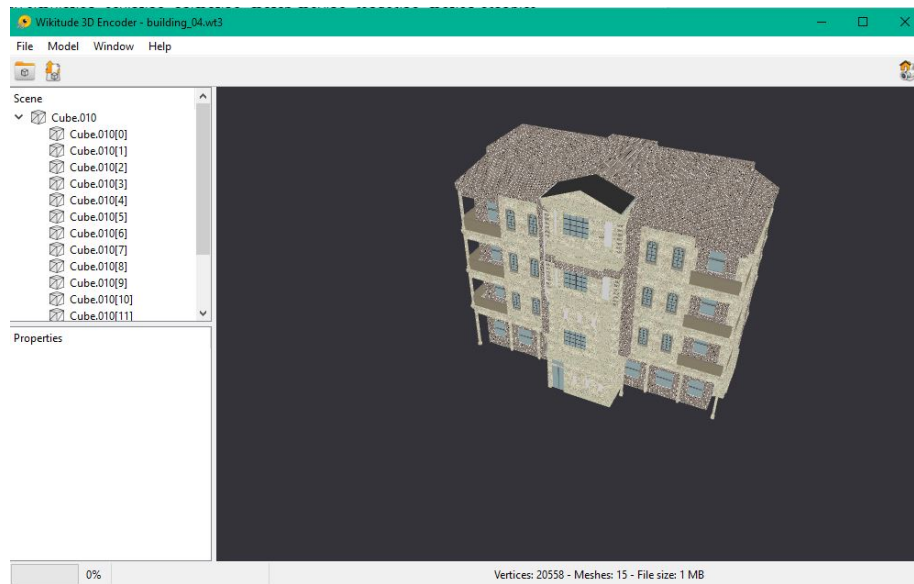 Wikitude 3D Encoder - building_04.wt3
File Model Window Help
Scene
Cube.010
Cube.010[0]
Cube.010[1]
Cube.010[2]
Cube.010[3]
Cube.010[4]
Cube.010[5]
Cube.010[6]
Cube.010[7]
Cube.010[8]
Cube.010[9]
Cube.010[10]
Cube.010[11]
Properties
0%
Vertices: 20558 - Meshes: 15 - File size: 1 MB